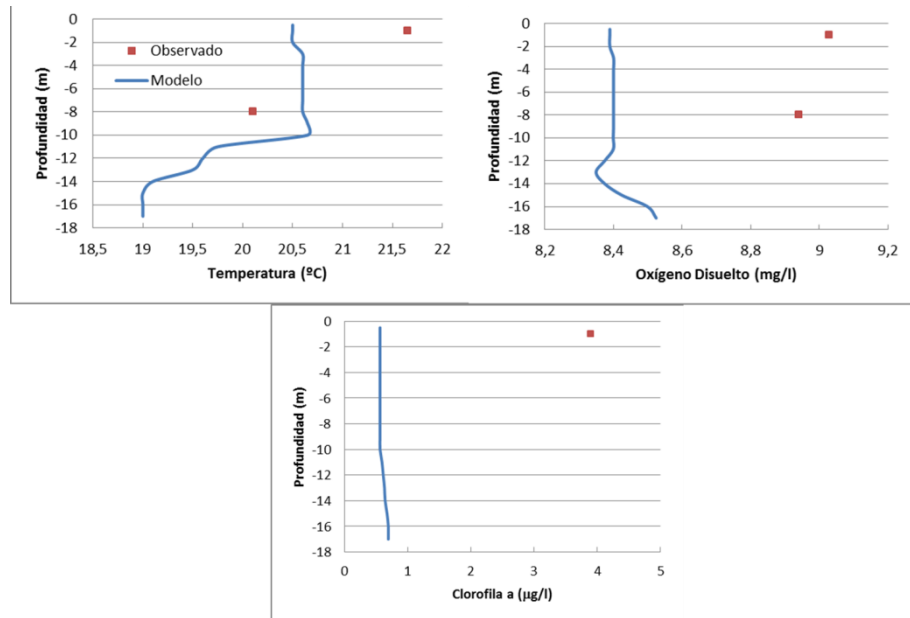 0
-2
-4
-6
-8
-10
-12
-14
-16
-18
Profundidad (m)
Observado
Modelo
18,5 19 19,5 20 20,5 21 21,5 22
Temperatura (ºC)
0
-2
-4
-6
-8
-10
-12
-14
-16
-18
Profundidad (m)
8,2 8,4 8,6 8,8 9 9,2
Oxígeno Disuelto (mg/l)
0
-2
-4
-6
-8
-10
-12
-14
-16
-18
Profundidad (m)
0 1 2 3 4 5
Clorofila a (µg/l)